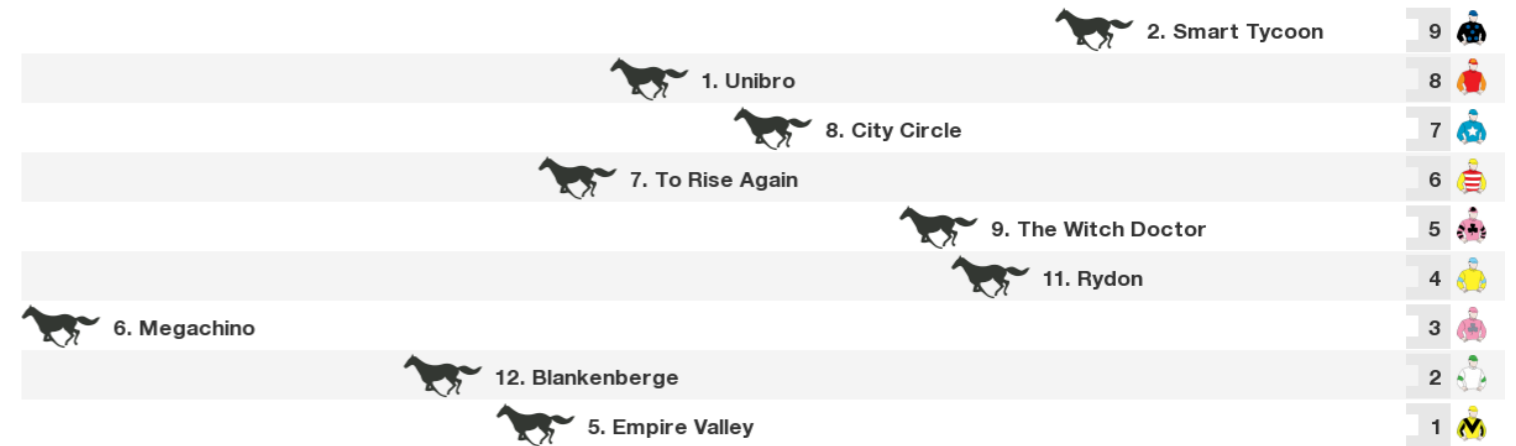 2. Smart Tycoon 9
1. Unibro 8
8. City Circle 7
7. To Rise Again 6
9. The Witch Doctor 5
11. Rydon 4
6. Megachino 3
12. Blankenberge 2
5. Empire Valley 1